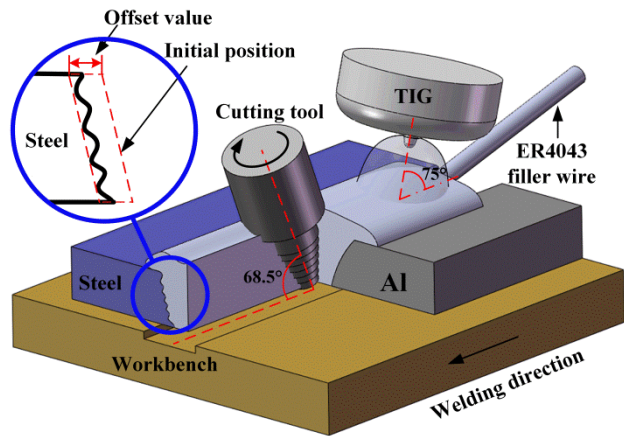 Offset value
Initial position
Steel
Cutting tool
TIG
75°
ER4043
filler wire
68.5°
Steel
Al
Workbench
Welding direction